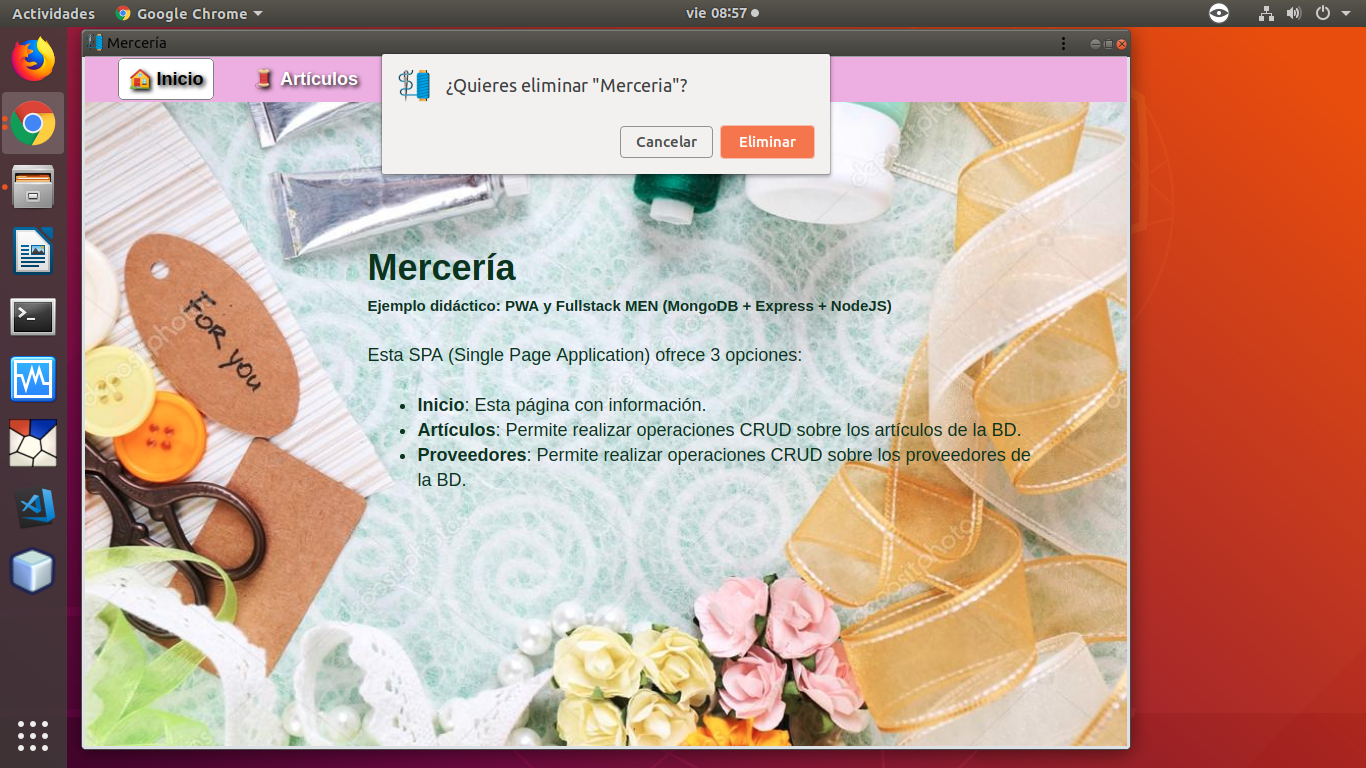 Actividades
Google Chrome
vie 08:57
Mercería
Inicio
Artículos
¿Quieres eliminar "Merceria"?
Cancelar
Eliminar
FOR YOU
Mercería
Ejemplo didáctico: PWA y Fullstack MEN (MongoDB + Express + NodeJS)
Esta SPA (Single Page Application) ofrece 3 opciones:
Inicio: Esta página con información.
Artículos: Permite realizar operaciones CRUD sobre los artículos de la BD.
Proveedores: Permite realizar operaciones CRUD sobre los proveedores de
la BD.
depositphotos